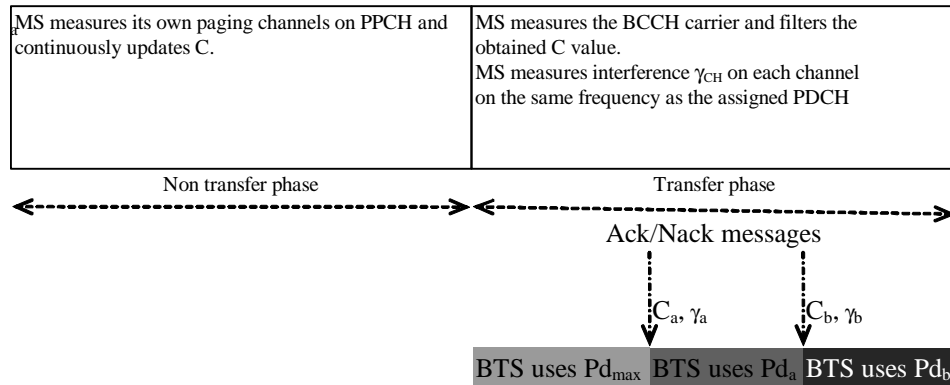 MS measures its own paging channels on PPCH and
a
continuously updates C.
MS measures the BCCH carrier and filters the
obtained C value.
MS measures interference γCH on each channel
on the same frequency as the assigned PDCH
Non transfer phase
Transfer phase
Ack/Nack messages
Ca, γa
Cb, γb
BTS uses Pdmax
BTS uses Pda
BTS uses Pdb